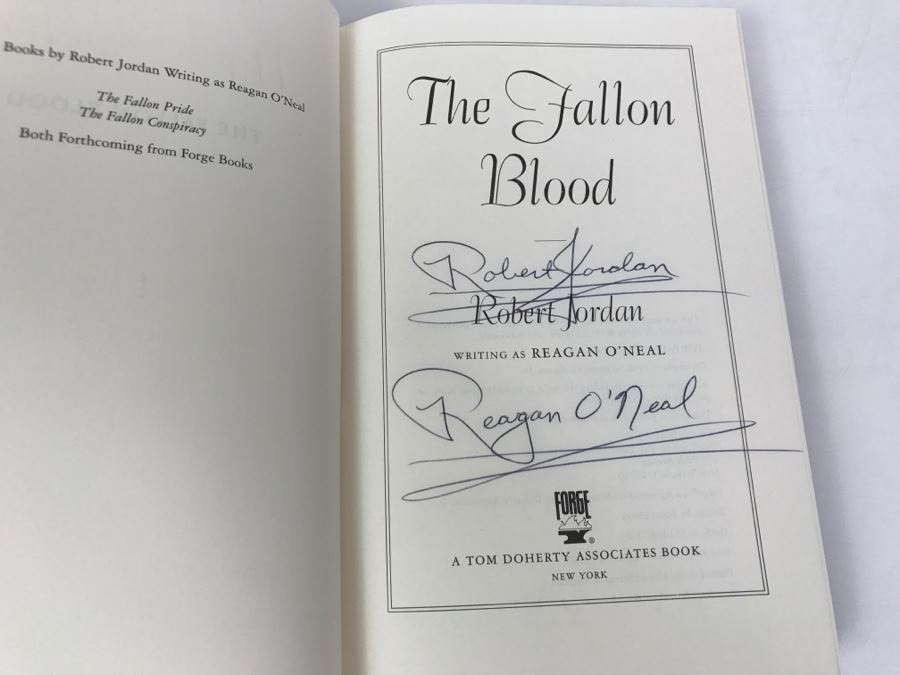 Books by Robert Jordan Writing as Reagan O'Neal
The Fallon Pride
The Fallon Conspiracy
Both Forthcoming from Forge Books
The Fallon
Blood
Robert Jordan
Robert Jordan
WRITING AS REAGAN O'NEAL
Reagan O'Neal
FORGE
®
A TOM DOHERTY ASSOCIATES BOOK
NEW YORK